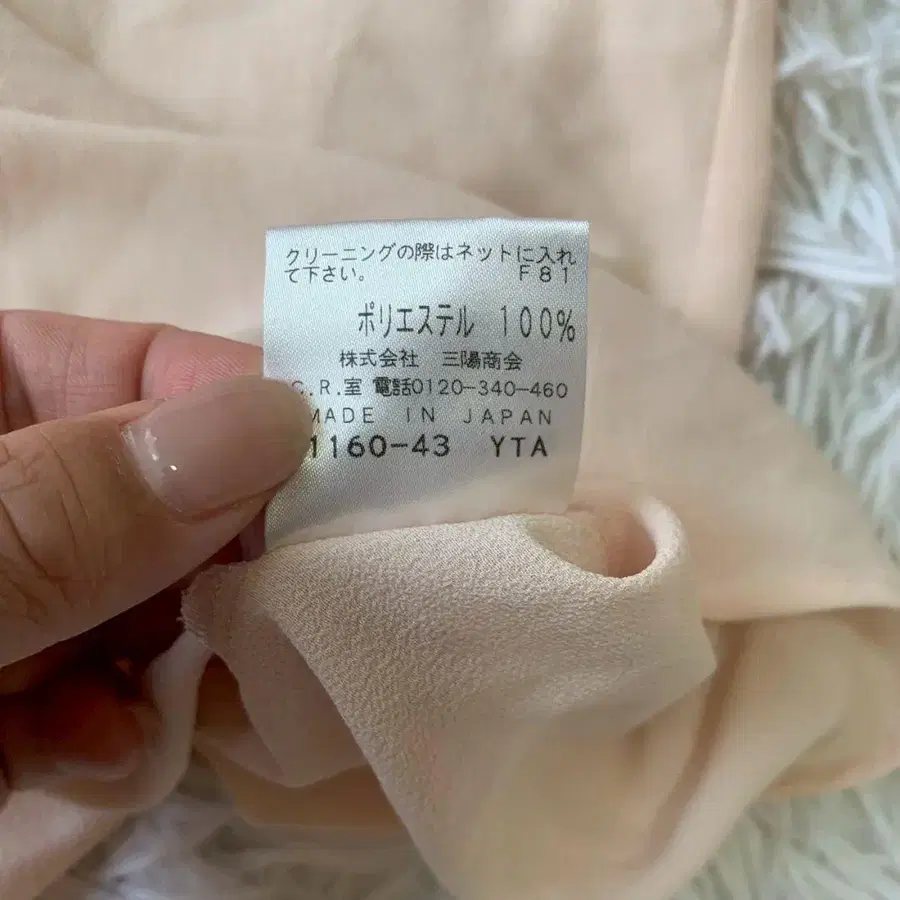 クリーニングの際はネットに入れ
て下さい。 F81
ポリエステル 100%
株式会社 三陽商会
C.R.室 電話0120-340-460
MADE IN JAPAN
1160-43 YTA